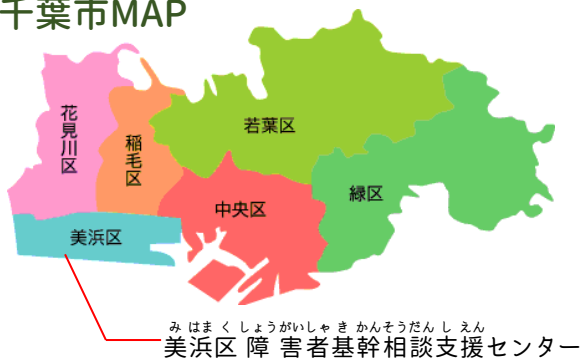 千葉市MAP
花見川区
稲毛区
若葉区
中央区
緑区
美浜区
みはまくしょうがいしゃきかんそうだんしえん
美浜区障害者基幹相談支援センター